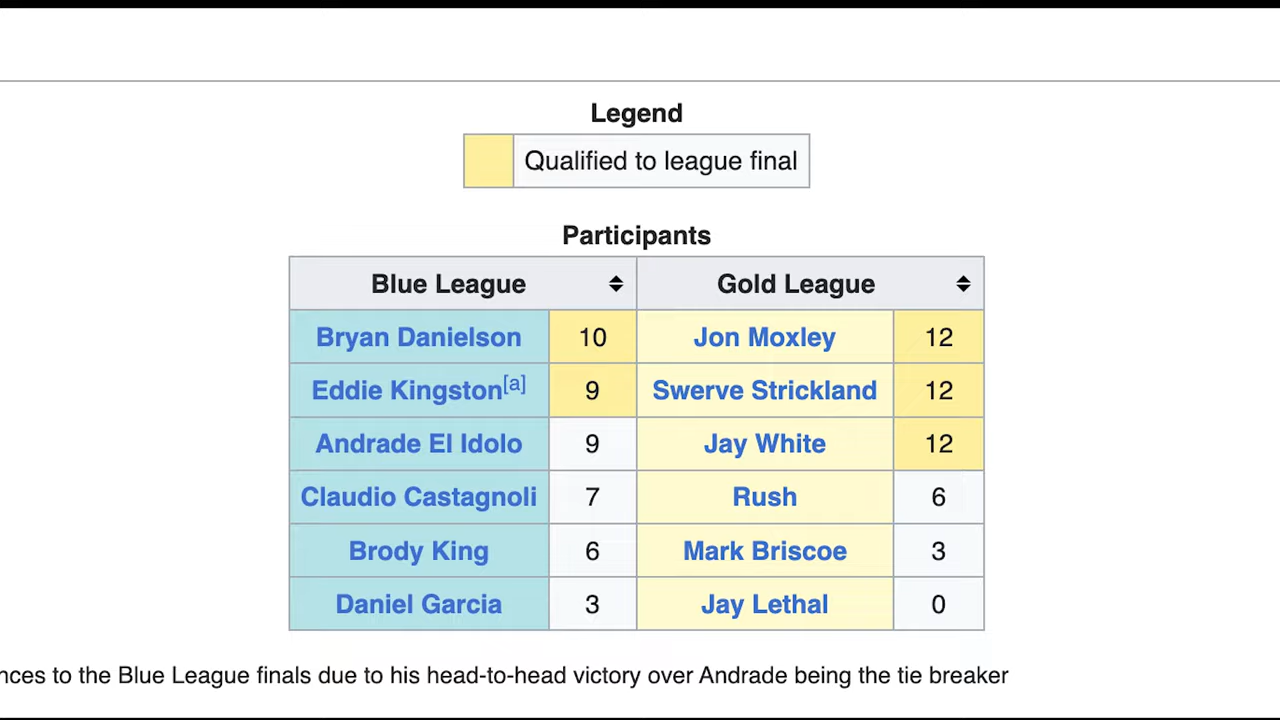 Legend
Qualified to league final
Participants
Blue League Gold League
Bryan Danielson 10 Jon Moxley 12
Eddie Kingston[a] 9 Swerve Strickland 12
Andrade El Idolo 9 Jay White 12
Claudio Castagnoli 7 Rush 6
Brody King 6 Mark Briscoe 3
Daniel Garcia 3 Jay Lethal 0
to the Blue League finals due to his head-to-head victory over Andrade being the tie breaker